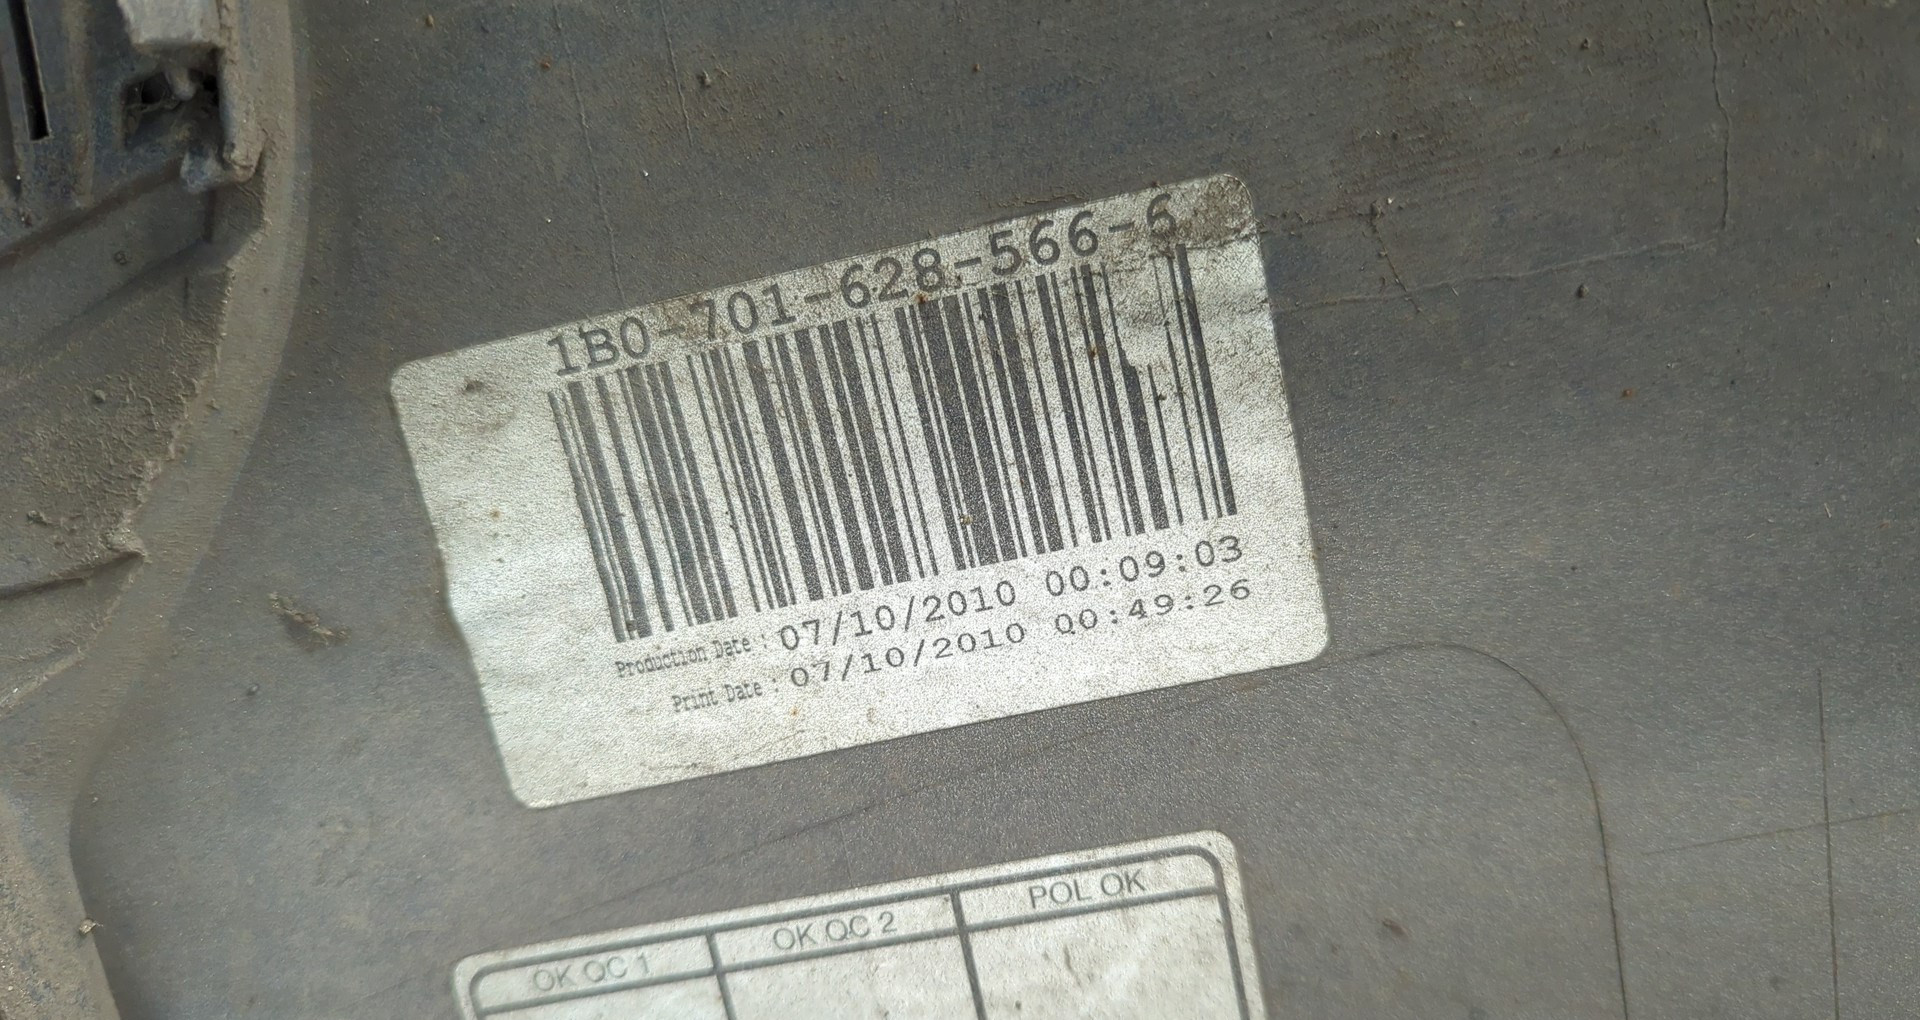 1B0-701-628-566-6
Production Date : 07/10/2010 00:09:03
Print Date : 07/10/2010 00:49:26
OK QC 1
OK QC 2
POL OK